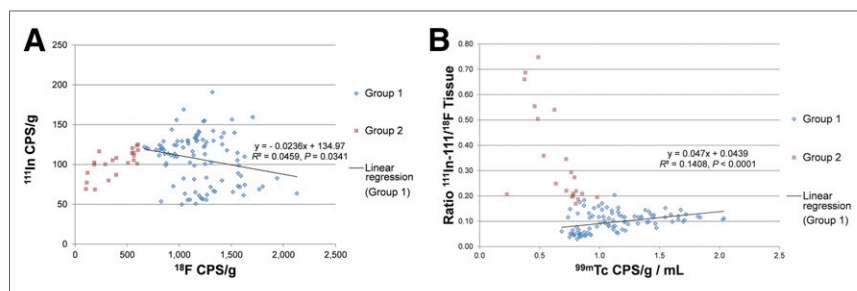 A
250
200
150
100
50
0
¹¹¹In CPS/g
0
500
1,000
1,500
2,000
2,500
¹⁸F CPS/g
y = - 0.0236x + 134.97
R² = 0.0459, P = 0.0341
Group 1
Group 2
Linear
regression
(Group 1)
B
0.80
0.70
0.60
0.50
0.40
0.30
0.20
0.10
0.00
Ratio ¹¹¹In-111/¹⁸F Tissue
0.0
0.5
1.0
1.5
2.0
2.5
⁹⁹ᵐTc CPS/g / mL
y = 0.047x + 0.0439
R² = 0.1408, P < 0.0001
Group 1
Group 2
Linear
regression
(Group 1)